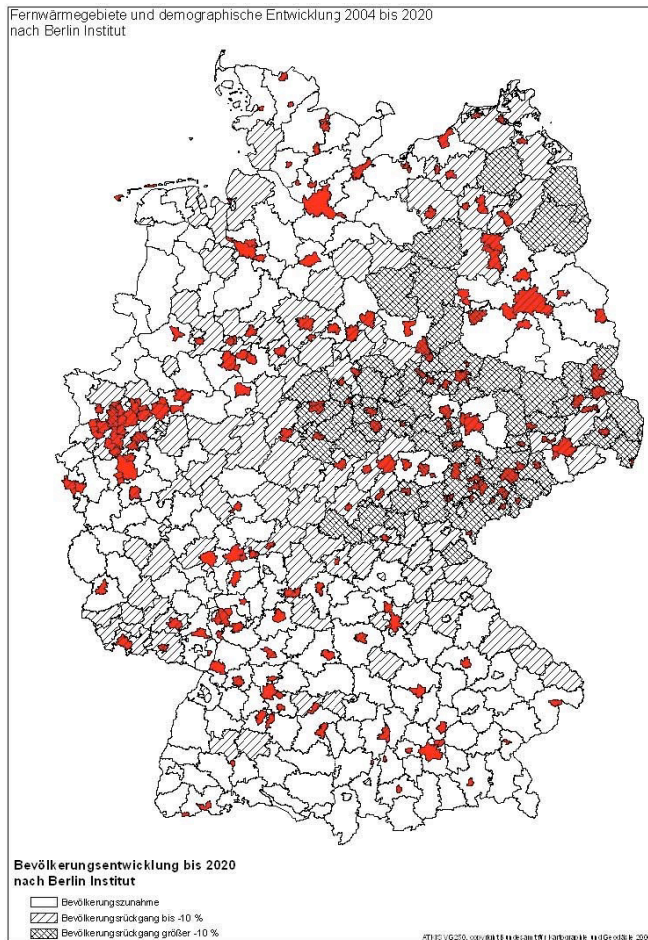 Fernwärmegebiete und demographische Entwicklung 2004 bis 2020
nach Berlin Institut
Bevölkerungsentwicklung bis 2020
nach Berlin Institut
Bevölkerungszunahme
Bevölkerungsrückgang bis -10 %
Bevölkerungsrückgang größer -10 %